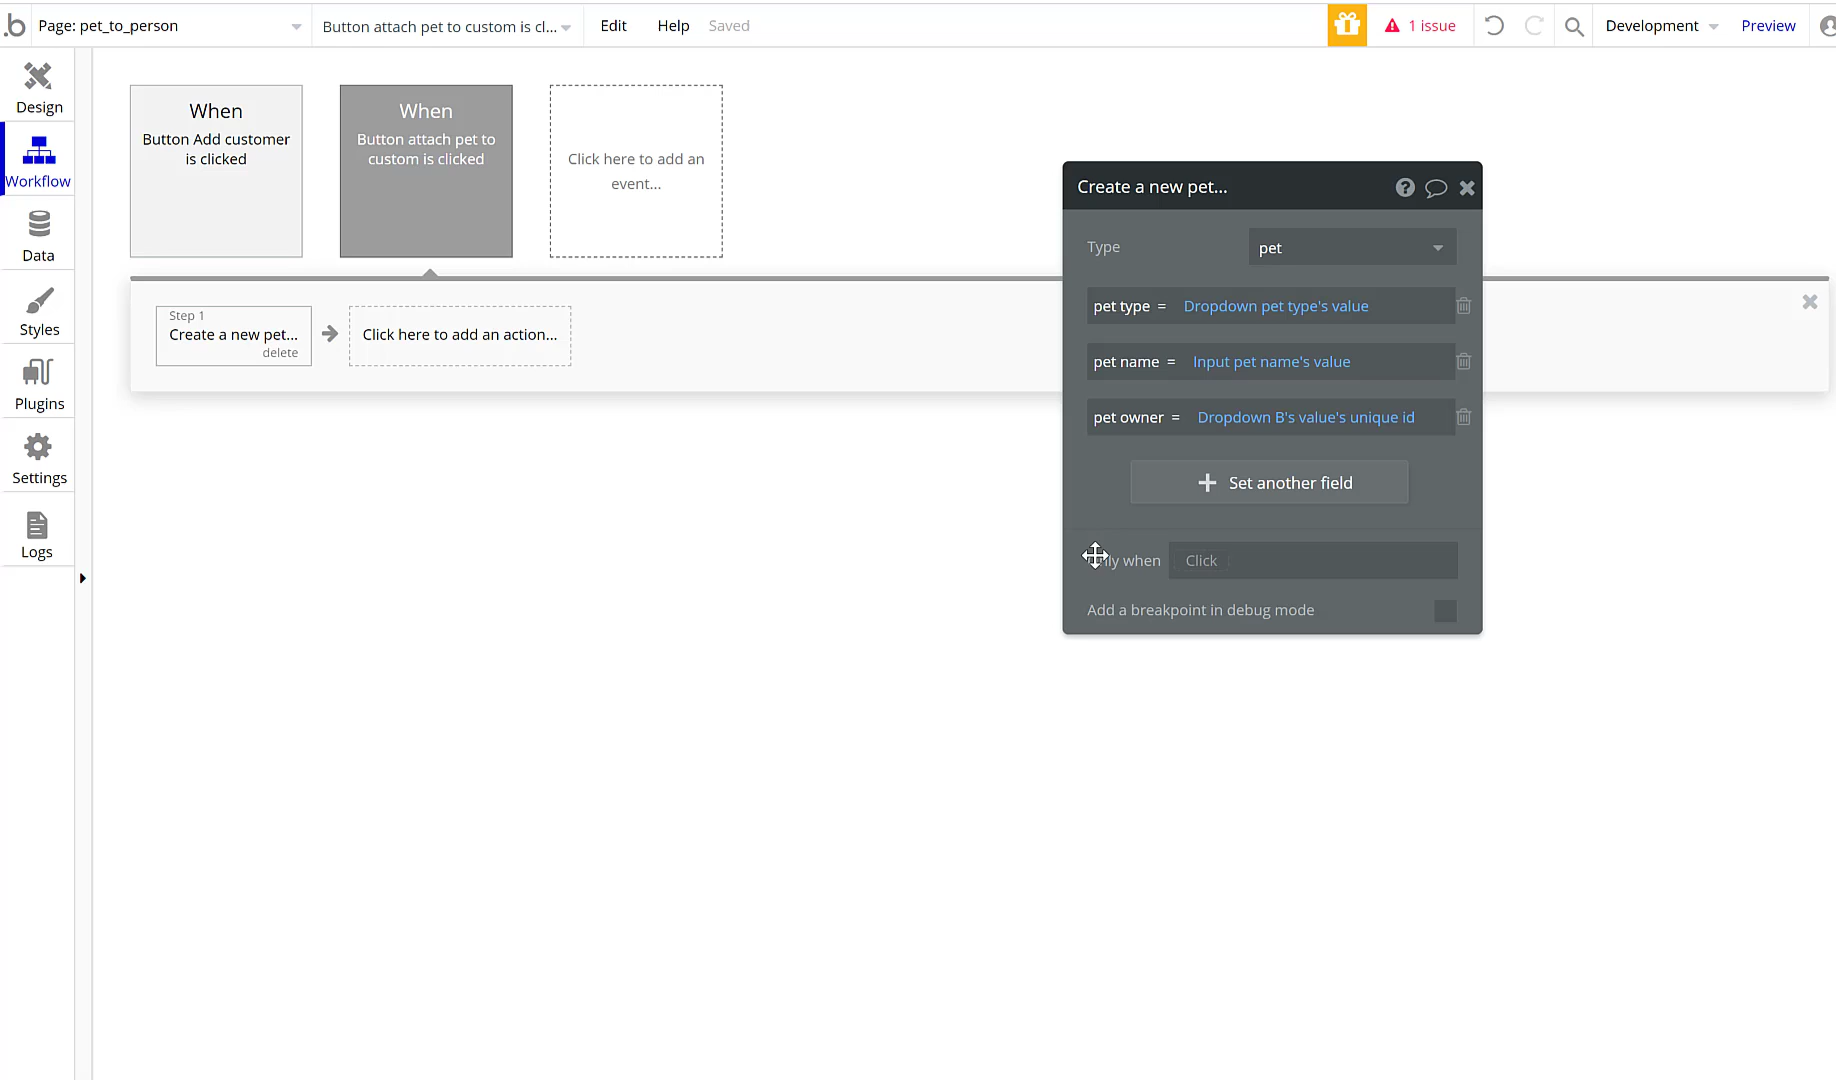 .b
Page: pet_to_person
Button attach pet to custom is cl...
Edit
Help
Saved
1 issue
Development
Preview
Design
Workflow
Data
Styles
Plugins
Settings
Logs
When
Button Add customer
is clicked
When
Button attach pet to
custom is clicked
Click here to add an
event...
Step 1
Create a new pet...
delete
Click here to add an action...
Create a new pet...
Type
pet
pet type = Dropdown pet type's value
pet name = Input pet name's value
pet owner = Dropdown B's value's unique id
Set another field
when
Click
Add a breakpoint in debug mode